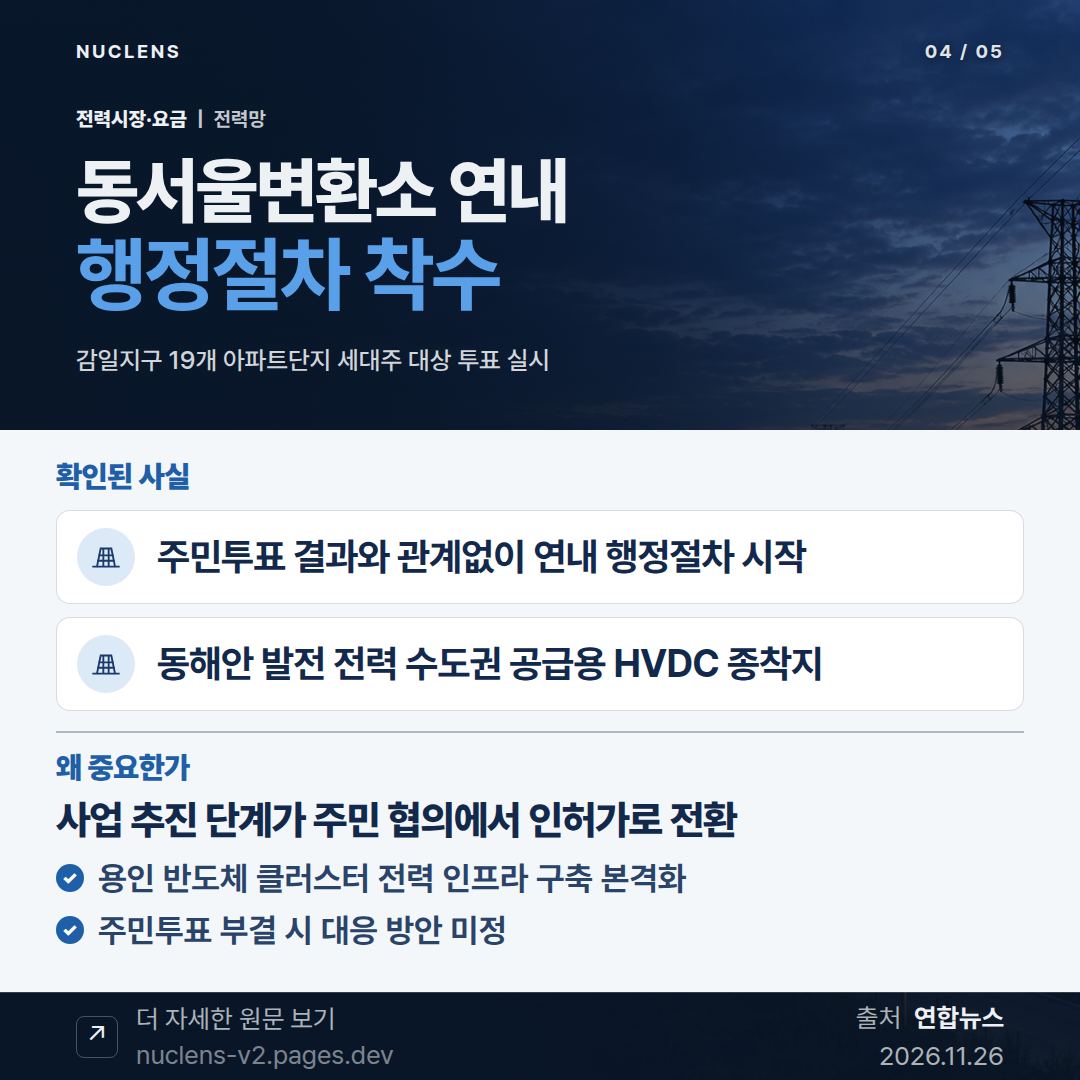 NUCLENS
04 / 05
전력시장·요금 | 전력망
동서울변환소 연내
행정절차 착수
감일지구 19개 아파트단지 세대주 대상 투표 실시
확인된 사실
주민투표 결과와 관계없이 연내 행정절차 시작
동해안 발전 전력 수도권 공급용 HVDC 종착지
왜 중요한가
사업 추진 단계가 주민 협의에서 인허가로 전환
용인 반도체 클러스터 전력 인프라 구축 본격화
주민투표 부결 시 대응 방안 미정
더 자세한 원문 보기
nuclens-v2.pages.dev
출처 연합뉴스
2026.11.26